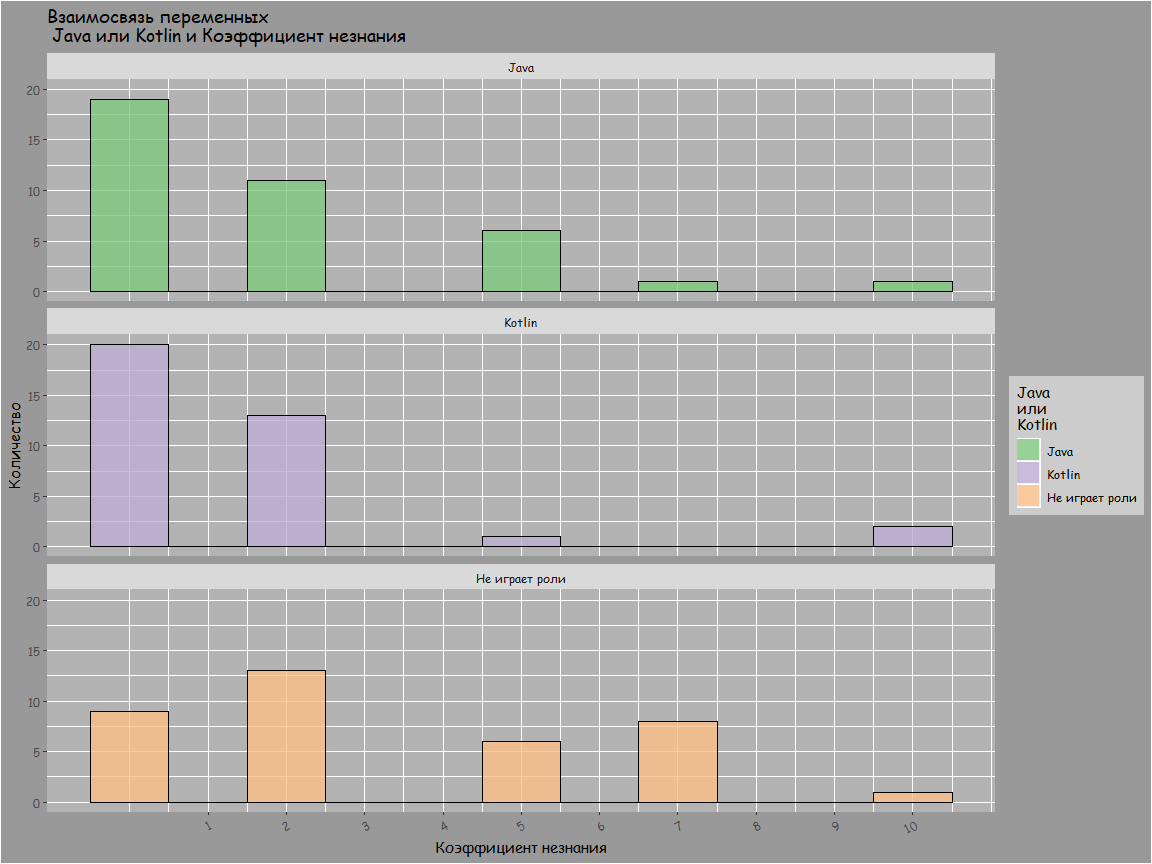 Взаимосвязь переменных
Java или Kotlin и Коэффициент незнания
Java
20
15
10
5
0
Kotlin
20
15
10
5
0
Не играет роли
20
15
10
5
0
1 2 3 4 5 6 7 8 9 10
Коэффициент незнания
Количество
Java
или
Kotlin
Java
Kotlin
Не играет роли